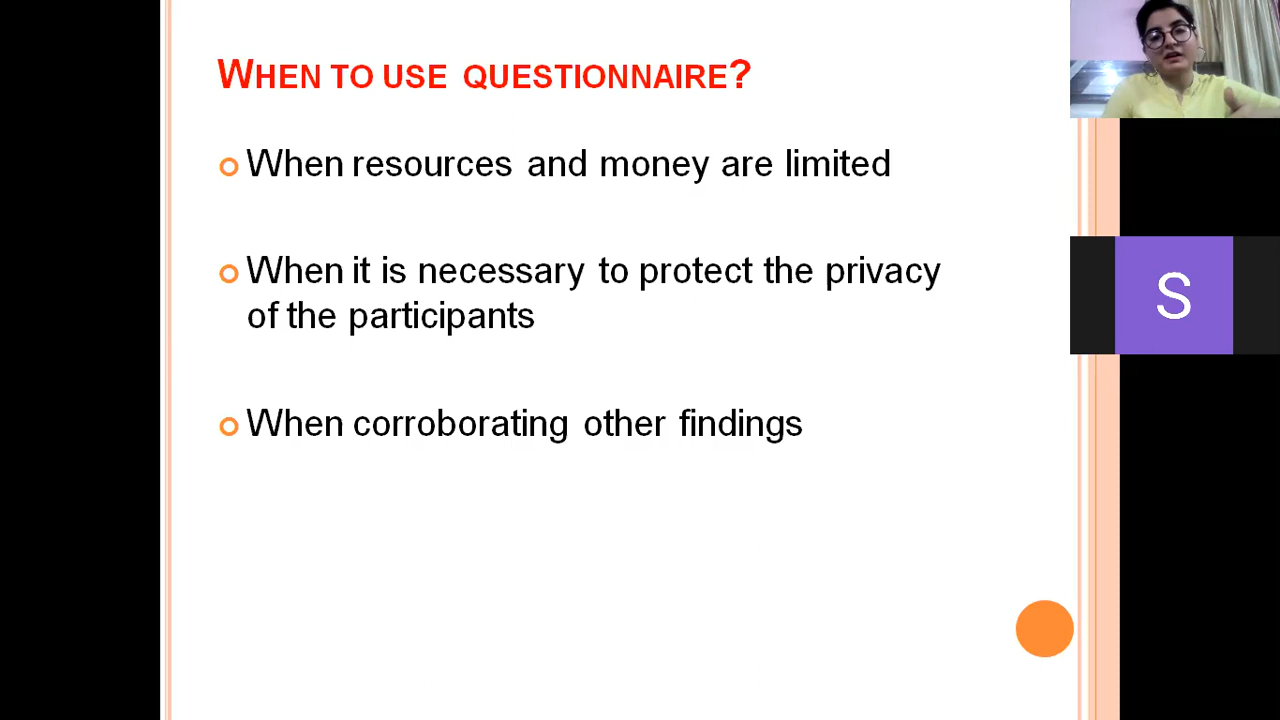 WHEN TO USE QUESTIONNAIRE?
When resources and money are limited
When it is necessary to protect the privacy
of the participants
When corroborating other findings
S